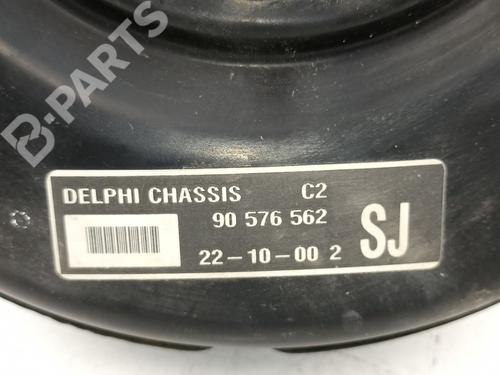 B-PARTS
DELPHI CHASSIS C2
90 576 562
22-10-00 2
SJ